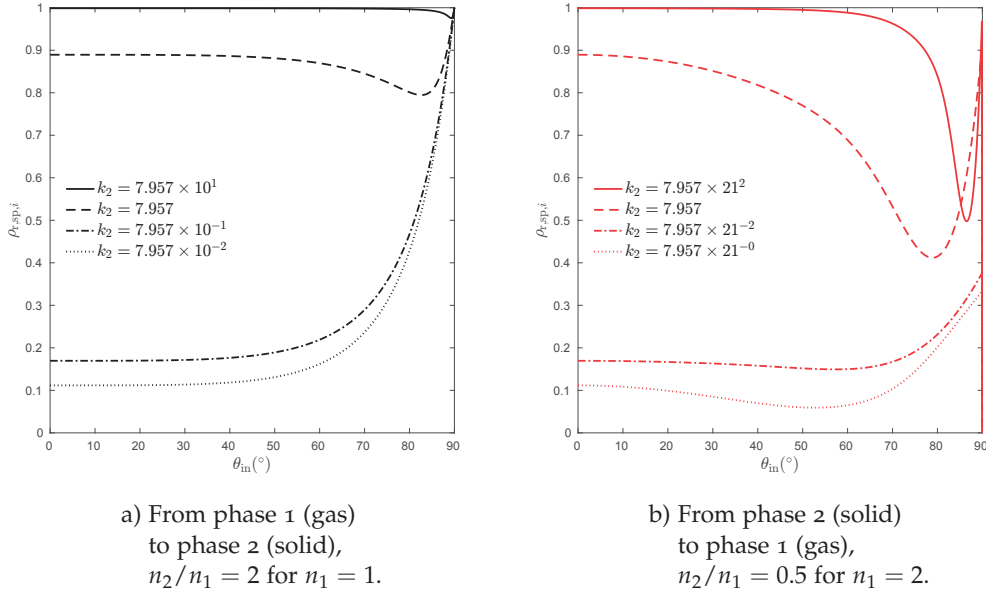 1
0.9
0.8
0.7
0.6
0.5
0.4
0.3
0.2
0.1
0
ρr,sp,i
k₂ = 7.957 × 10¹
k₂ = 7.957
k₂ = 7.957 × 10⁻¹
k₂ = 7.957 × 10⁻²
0 10 20 30 40 50 60 70 80 90
θin(°)
a) From phase 1 (gas)
to phase 2 (solid),
n₂/n₁ = 2 for n₁ = 1.
1
0.9
0.8
0.7
0.6
0.5
0.4
0.3
0.2
0.1
0
ρr,sp,i
k₂ = 7.957 × 21²
k₂ = 7.957
k₂ = 7.957 × 21⁻²
k₂ = 7.957 × 21⁻⁰
0 10 20 30 40 50 60 70 80 90
θin(°)
b) From phase 2 (solid)
to phase 1 (gas),
n₂/n₁ = 0.5 for n₁ = 2.